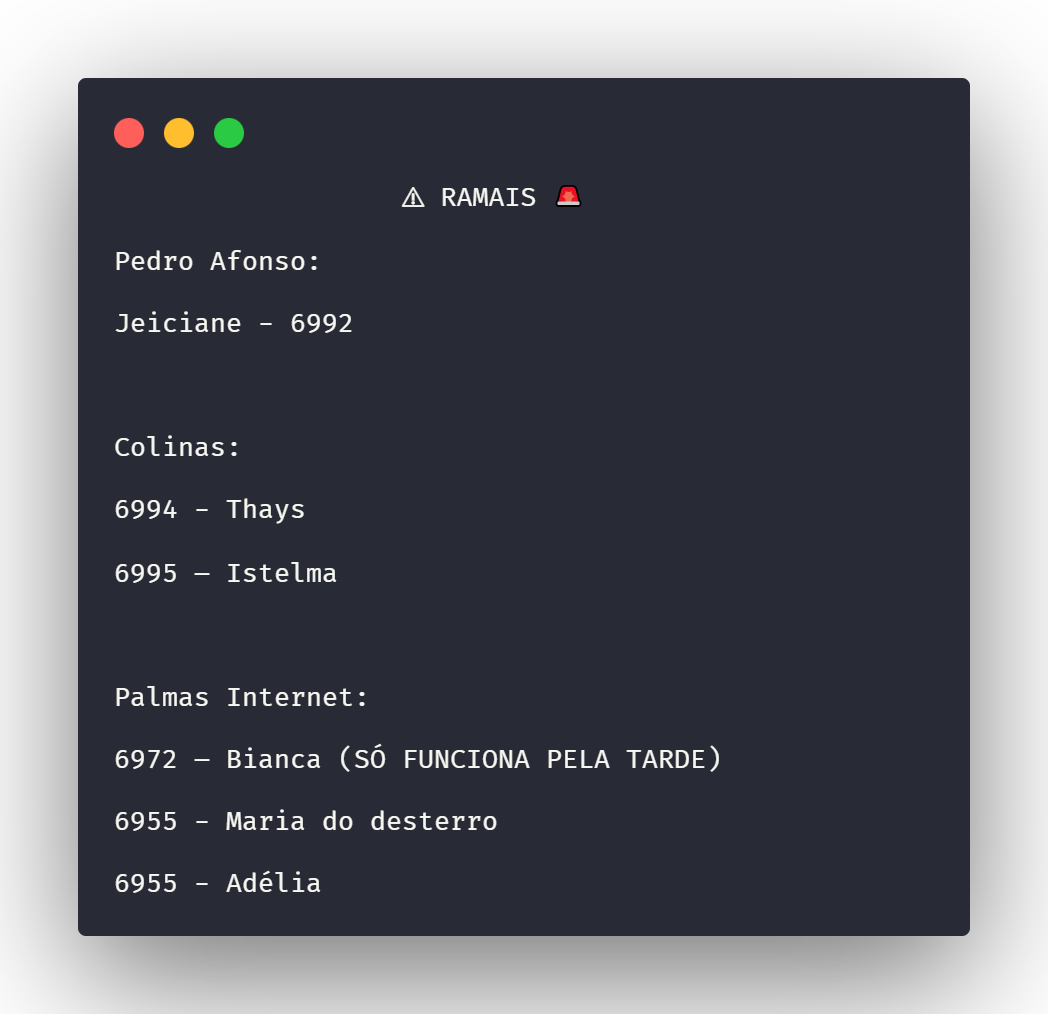 ⚠ RAMAIS 🚨
Pedro Afonso:
Jeiciane - 6992
Colinas:
6994 - Thays
6995 – Istelma
Palmas Internet:
6972 – Bianca (SÓ FUNCIONA PELA TARDE)
6955 - Maria do desterro
6955 - Adélia